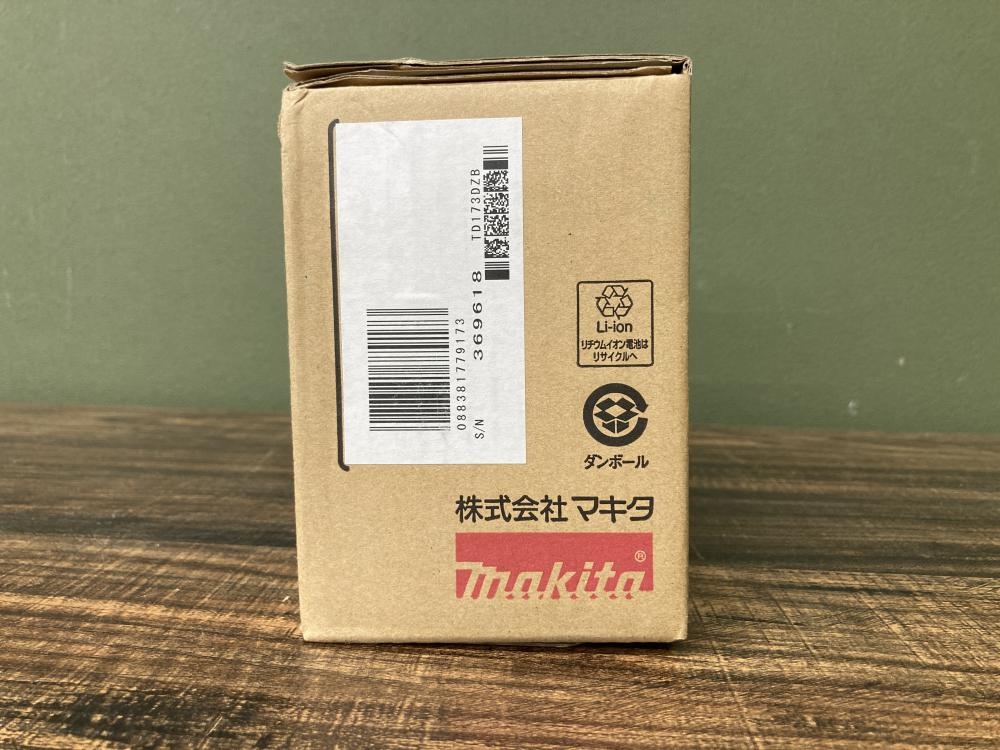 TD173DZB
369618
088381779173
S/N
Li-ion
リチウムイオン電池は
リサイクルへ
ダンボール
株式会社マキタ
makita®